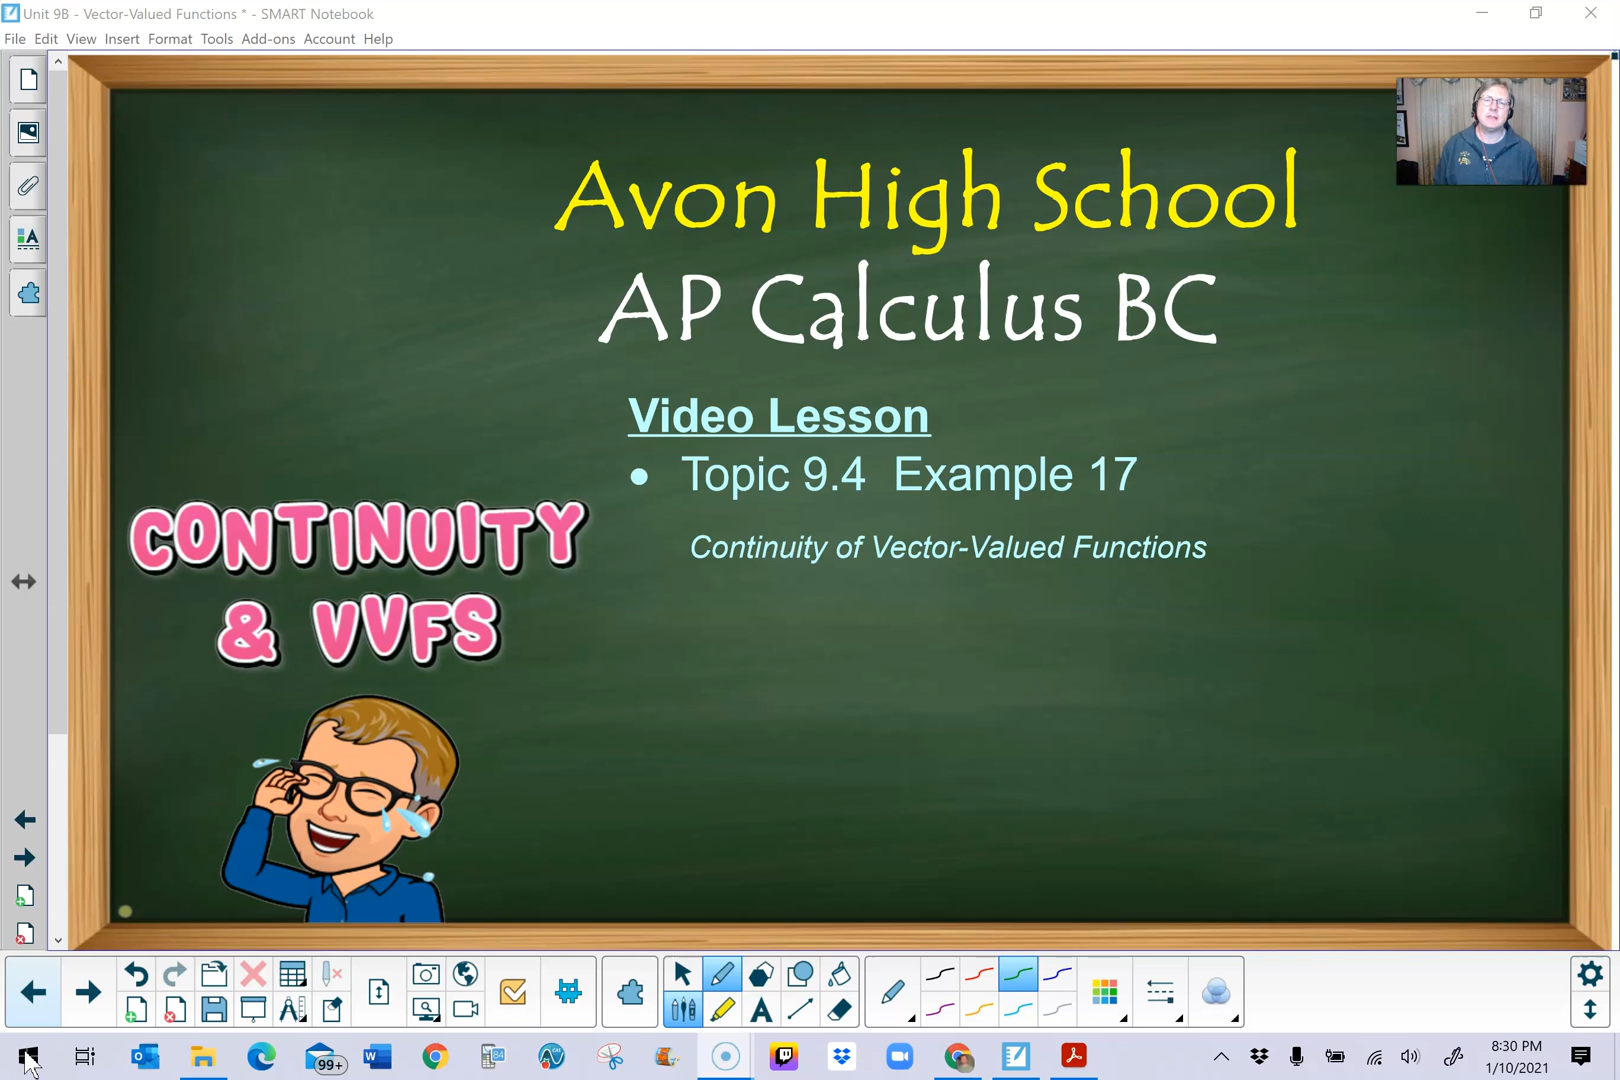 Unit 9B - Vector-Valued Functions * - SMART Notebook
File Edit View Insert Format Tools Add-ons Account Help
Avon High School
AP Calculus BC
Video Lesson
• Topic 9.4 Example 17
Continuity of Vector-Valued Functions
CONTINUITY
& VVFS
A
A
99+
W
84
8:30 PM
1/10/2021